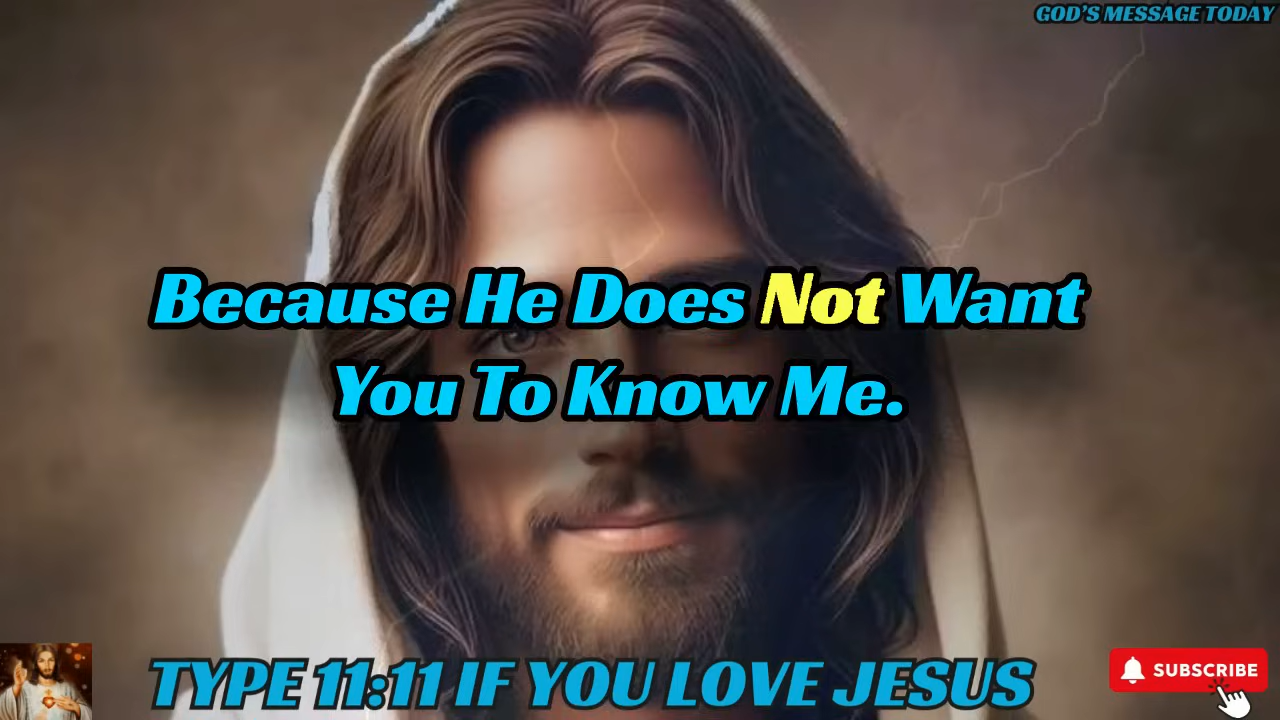 GOD'S MESSAGE TODAY
Because He Does Not Want
You To Know Me.
TYPE 11:11 IF YOU LOVE JESUS
SUBSCRIBE